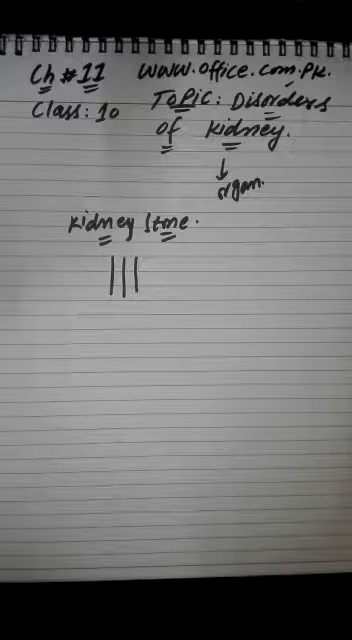 Ch # 11 www.office.com.PK.
Class: 10 Topic: Disorders
of kidney.
↓
organ.
Kidney Stone.
|||